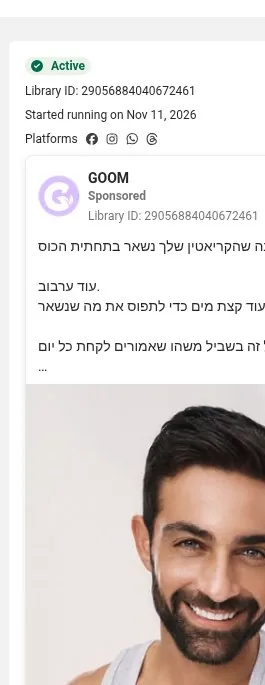 Active
Library ID: 29056884040672461
Started running on Nov 11, 2026
Platforms
GOOM
Sponsored
Library ID: 29056884040672461
שהקריאטין שלך נשאר בתחתית הכוס
עוד ערבוב.
עוד קצת מים כדי לתפוס את מה שנשאר
זה בשביל משהו שאמורים לקחת כל יום
...